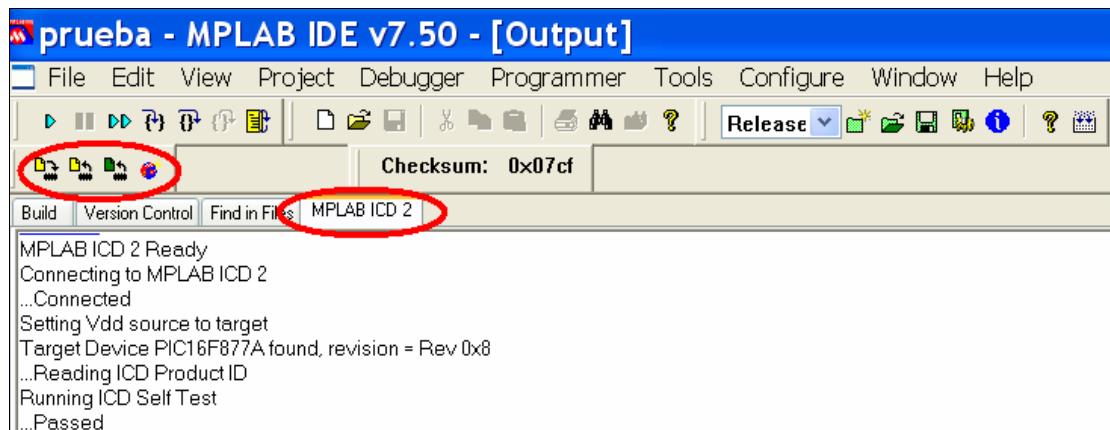 prueba - MPLAB IDE v7.50 - [Output]
File Edit View Project Debugger Programmer Tools Configure Window Help
Release
Checksum: 0x07cf
Build Version Control Find in Files MPLAB ICD 2
MPLAB ICD 2 Ready
Connecting to MPLAB ICD 2
...Connected
Setting Vdd source to target
Target Device PIC16F877A found, revision = Rev 0x8
...Reading ICD Product ID
Running ICD Self Test
...Passed